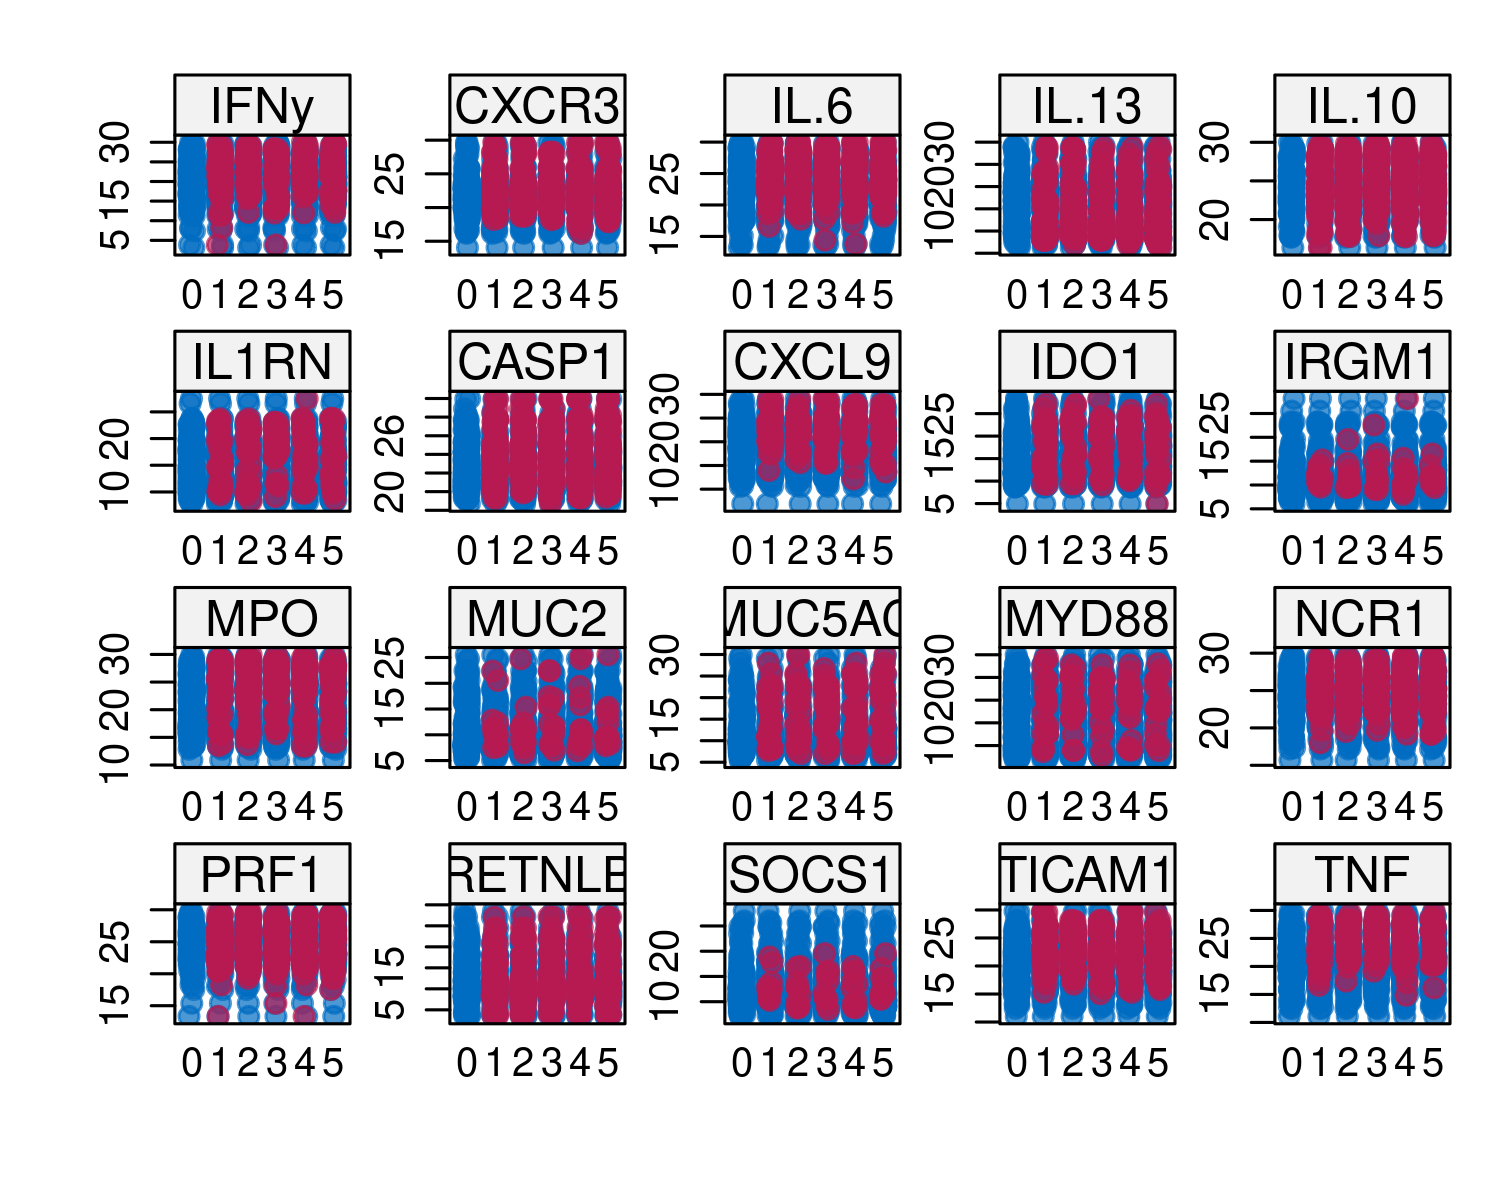 IFNy CXCR3 IL.6 IL.13 IL.10
5 15 30 15 25 15 25 10 20 30 20 30
0 1 2 3 4 5 0 1 2 3 4 5 0 1 2 3 4 5 0 1 2 3 4 5 0 1 2 3 4 5
IL1RN CASP1 CXCL9 IDO1 IRGM1
10 20 20 26 10 20 30 5 15 25 5 15 25
0 1 2 3 4 5 0 1 2 3 4 5 0 1 2 3 4 5 0 1 2 3 4 5 0 1 2 3 4 5
MPO MUC2 MUC5AC MYD88 NCR1
10 20 30 5 15 25 5 15 30 10 20 30 20 30
0 1 2 3 4 5 0 1 2 3 4 5 0 1 2 3 4 5 0 1 2 3 4 5 0 1 2 3 4 5
PRF1 RETNLB SOCS1 TICAM1 TNF
15 25 5 15 10 20 15 25 15 25
0 1 2 3 4 5 0 1 2 3 4 5 0 1 2 3 4 5 0 1 2 3 4 5 0 1 2 3 4 5